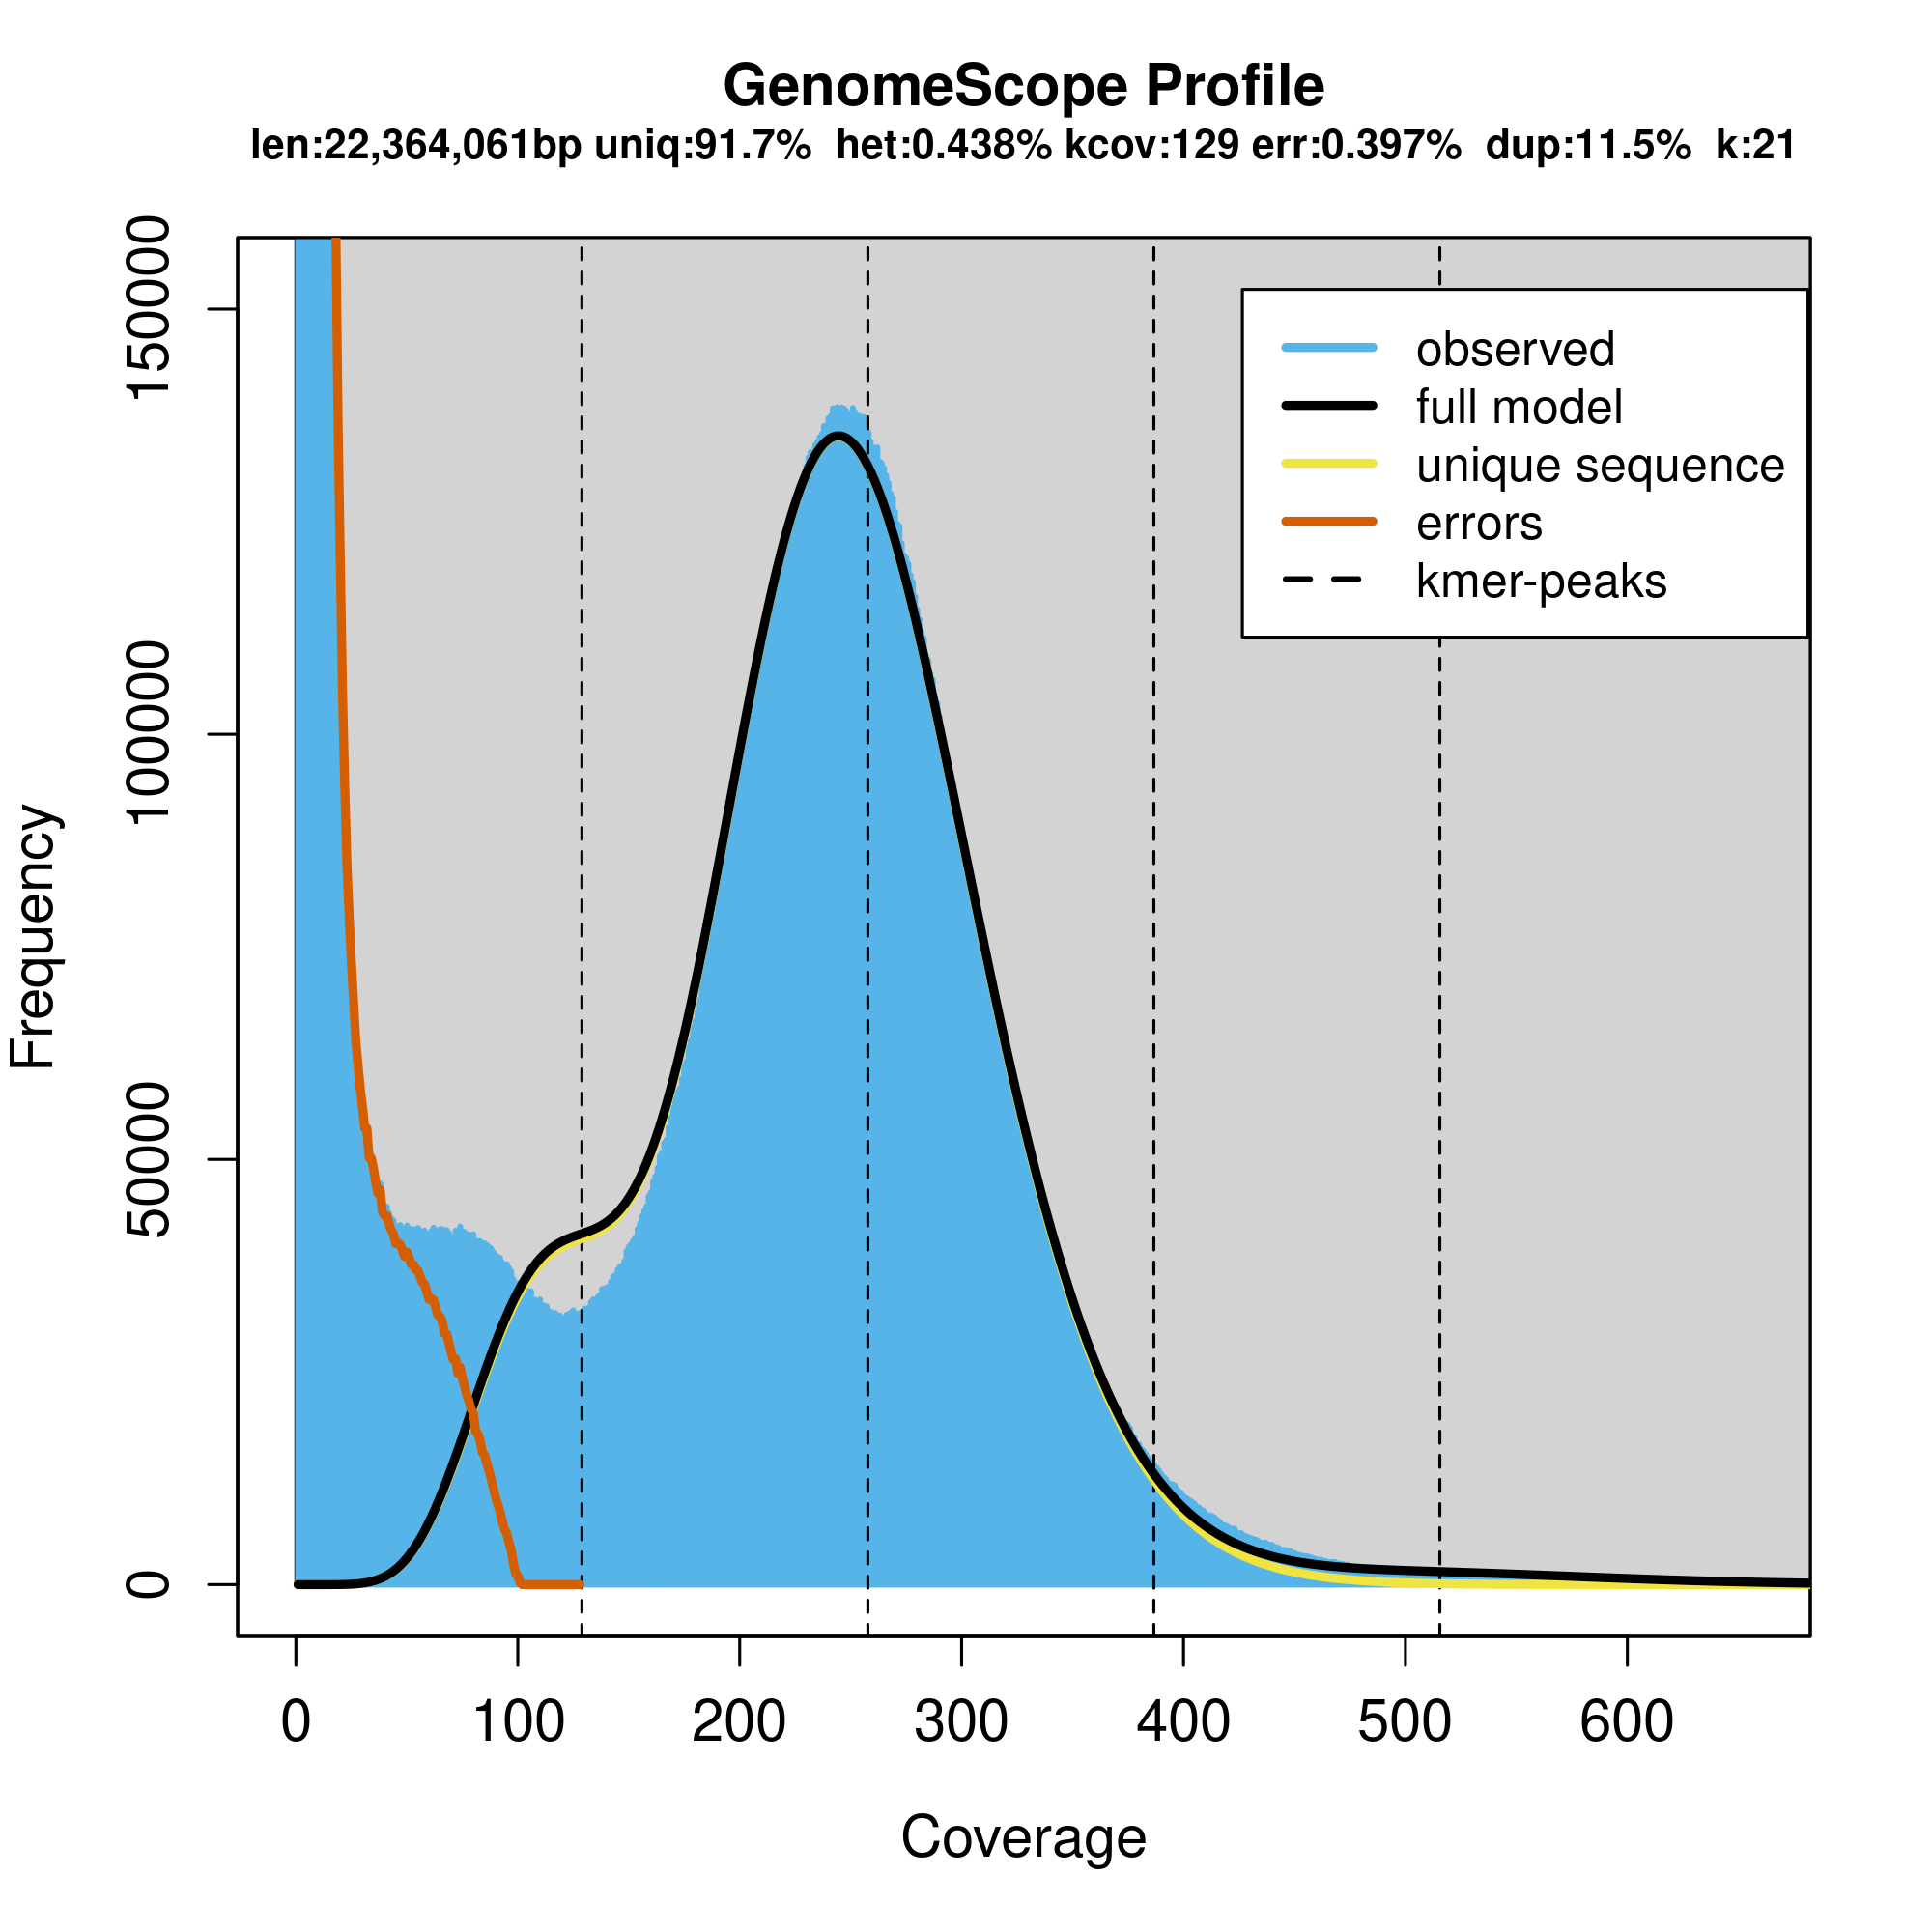 GenomeScope Profile
len:22,364,061bp uniq:91.7% het:0.438% kcov:129 err:0.397% dup:11.5% k:21
Frequency
150000
100000
50000
0
observed
full model
unique sequence
errors
kmer-peaks
0 100 200 300 400 500 600
Coverage